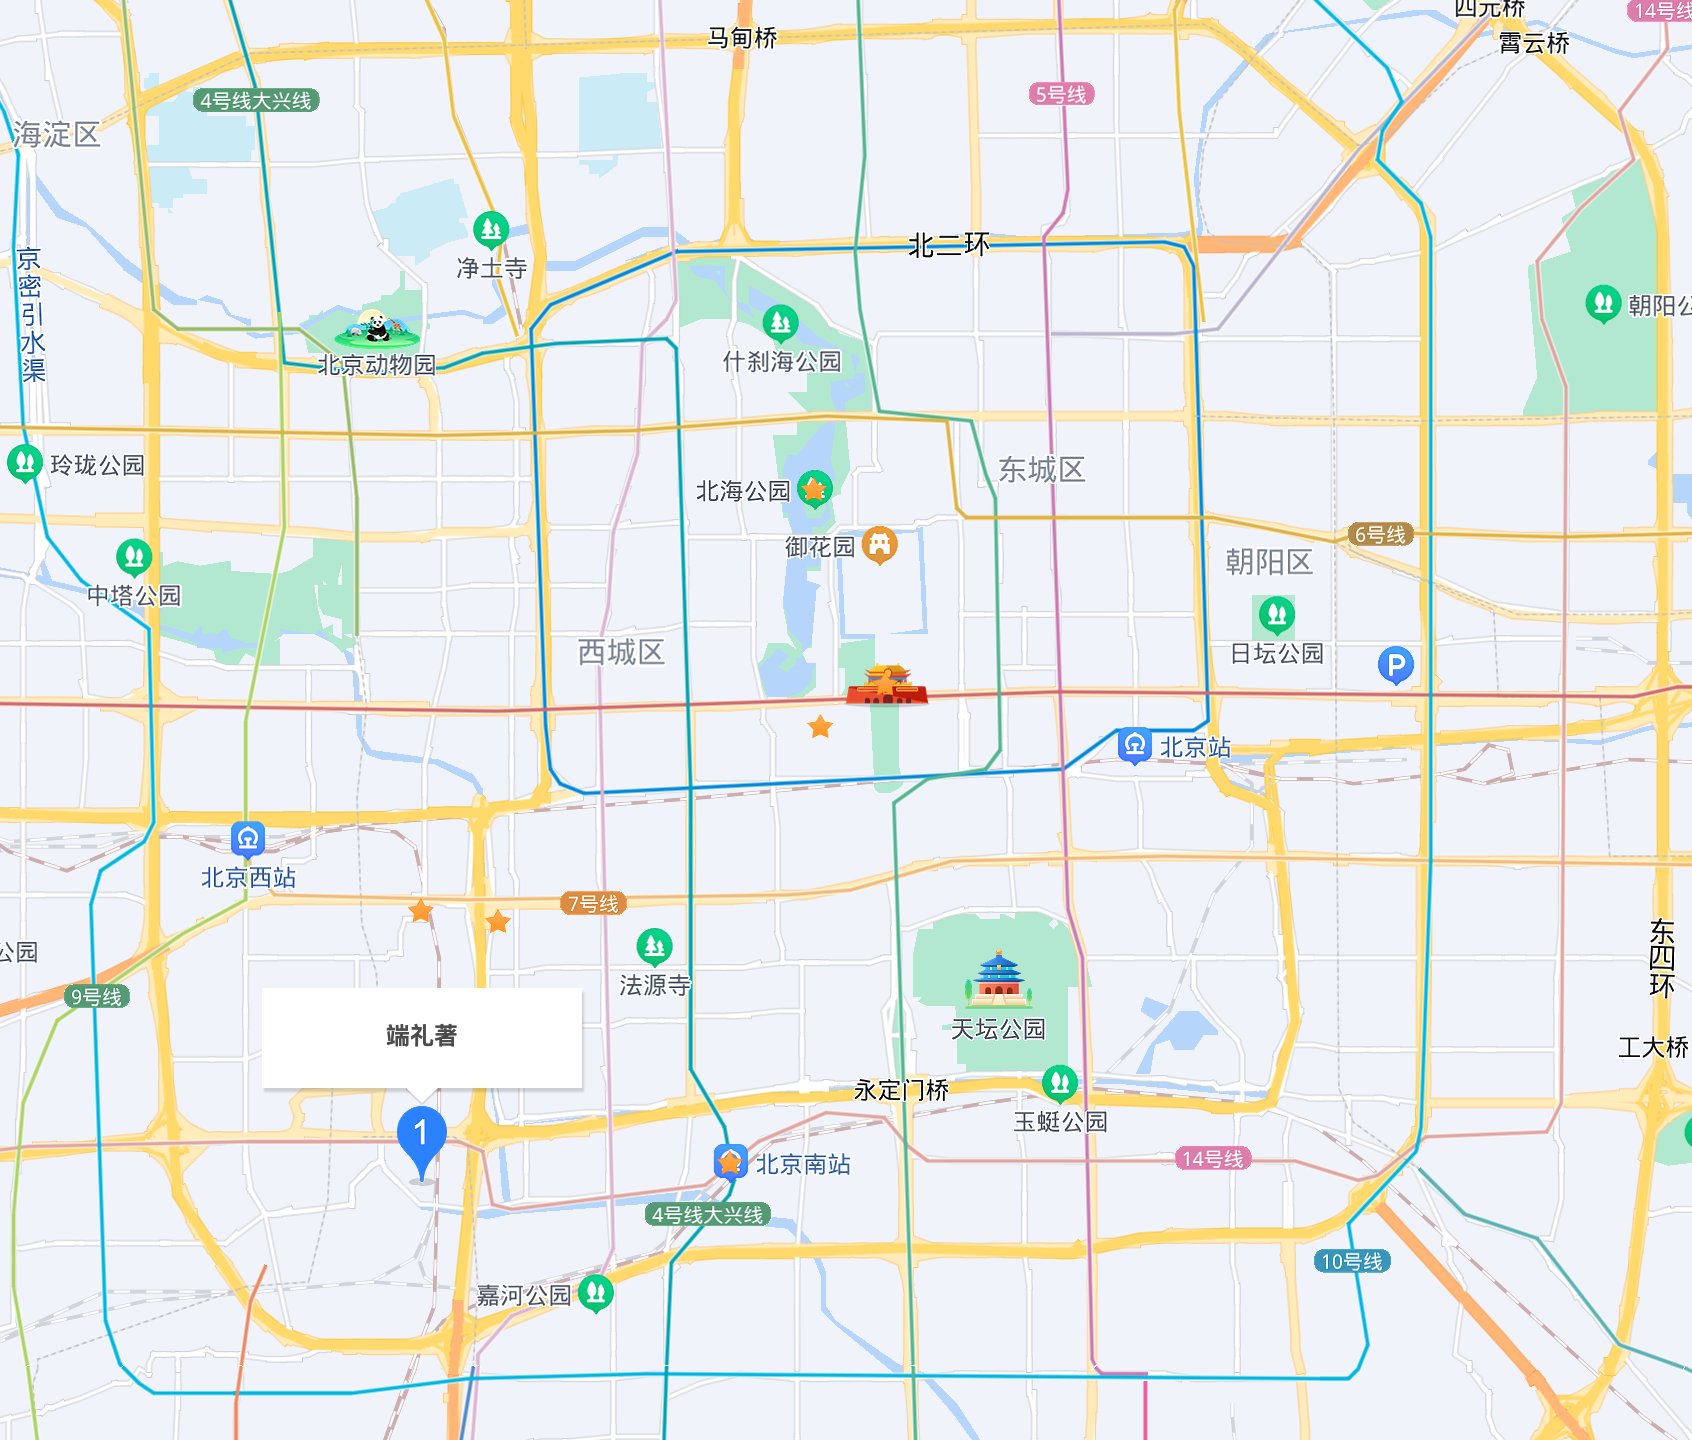 四元桥
14号线
马甸桥
霄云桥
4号线大兴线
5号线
海淀区
北二环
净土寺
京密引水渠
朝阳公
什刹海公园
北京动物园
玲珑公园
东城区
北海公园
6号线
御花园
朝阳区
中塔公园
西城区
日坛公园
P
北京站
北京西站
7号线
公园
东四环
法源寺
9号线
天坛公园
端礼著
工大桥
永定门桥
玉蜓公园
1
北京南站
14号线
4号线大兴线
10号线
嘉河公园